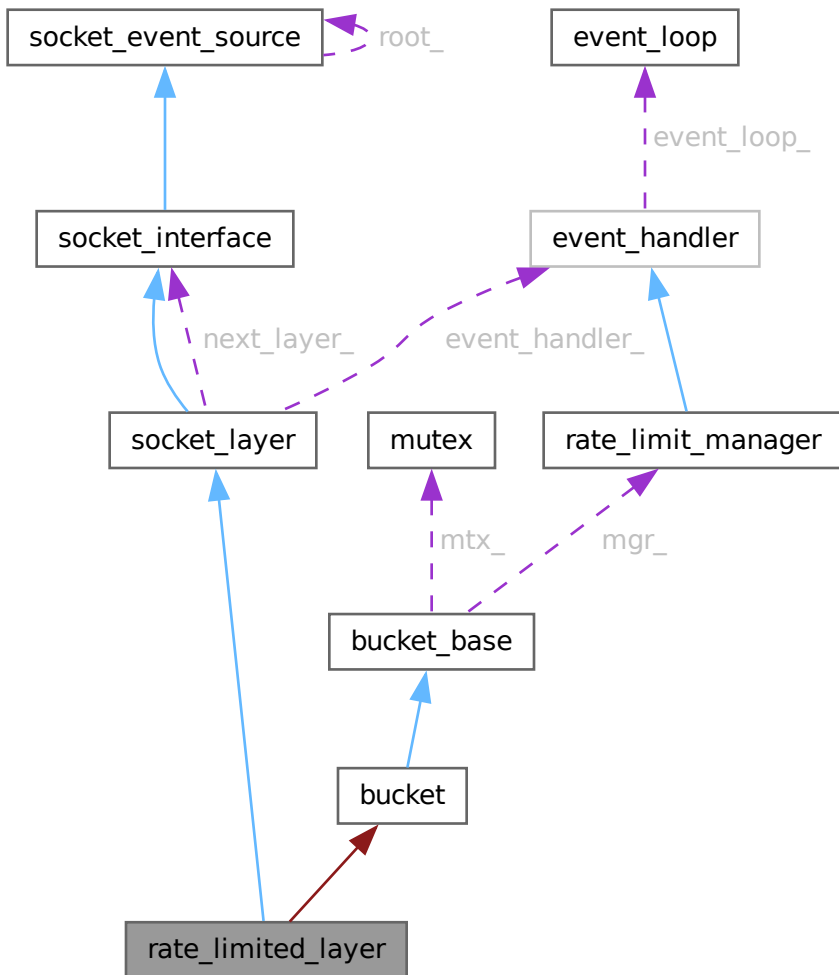 socket_event_source
root_
event_loop
event_loop_
socket_interface
event_handler
next_layer_
event_handler_
socket_layer
mutex
rate_limit_manager
mtx_
mgr_
bucket_base
bucket
rate_limited_layer